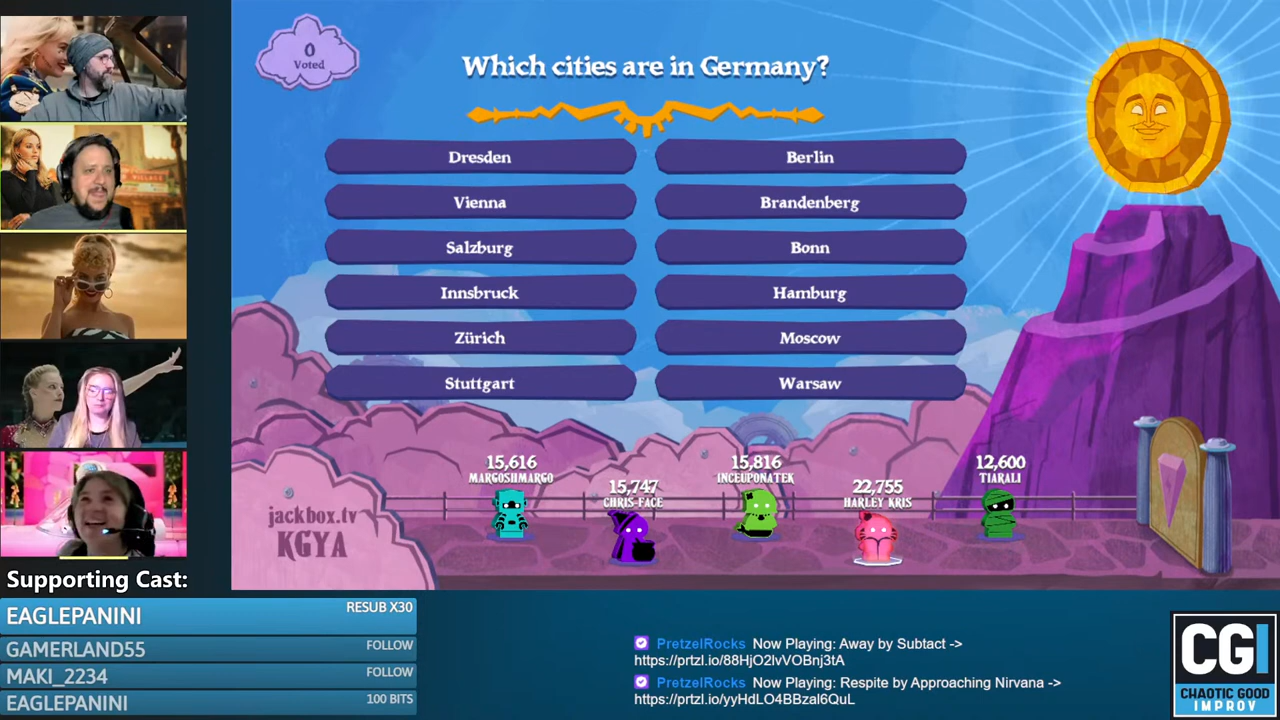 0
Voted
Which cities are in Germany?
Dresden
Berlin
Vienna
Brandenberg
Salzburg
Bonn
Innsbruck
Hamburg
Zürich
Moscow
Stuttgart
Warsaw
15,616
MARGOSHMARGO
15,747
CHRIS-FACE
15,816
INCEUPONATEK
22,755
HARLEY KRIS
12,600
TIARALI
jackbox.tv
KGYA
Supporting Cast:
EAGLEPANINI RESUB X30
GAMERLAND55 FOLLOW
MAKI_2234 FOLLOW
EAGLEPANINI 100 BITS
PretzelRocks Now Playing: Away by Subtact ->
https://prtzl.io/88HjO2lvVOBnj3tA
PretzelRocks Now Playing: Respite by Approaching Nirvana ->
https://prtzl.io/yyHdLO4BBzal6QuL
CGI
CHAOTIC GOOD
IMPROV